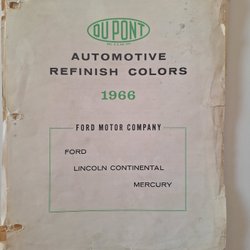 DU PONT
AUTOMOTIVE
REFINISH COLORS
1966
FORD MOTOR COMPANY
FORD
LINCOLN CONTINENTAL
MERCURY